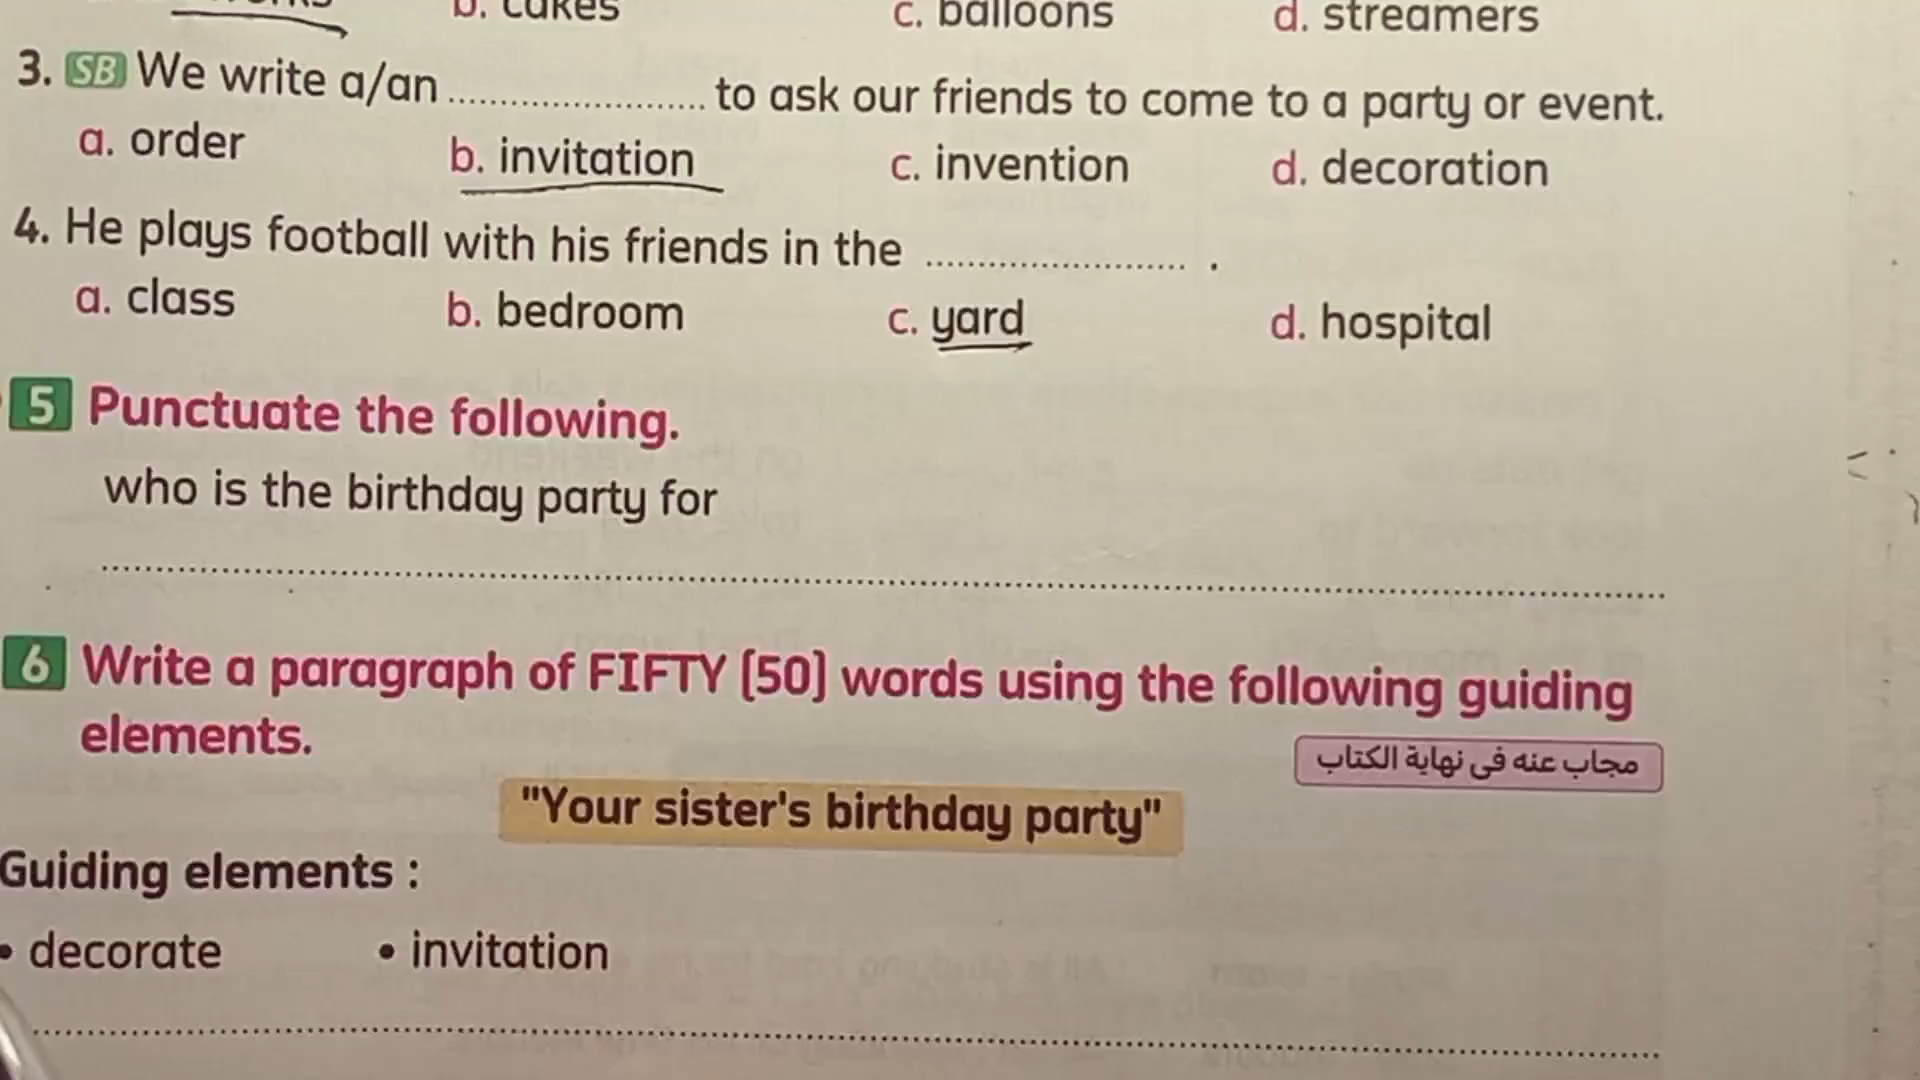 b. cakes c. balloons d. streamers
3. SB We write a/an ........................ to ask our friends to come to a party or event.
a. order b. invitation c. invention d. decoration
4. He plays football with his friends in the ........................ .
a. class b. bedroom c. yard d. hospital
5 Punctuate the following.
who is the birthday party for
6 Write a paragraph of FIFTY (50) words using the following guiding
elements.
مجاب عنه فى نهاية الكتاب
"Your sister's birthday party"
Guiding elements :
• decorate • invitation